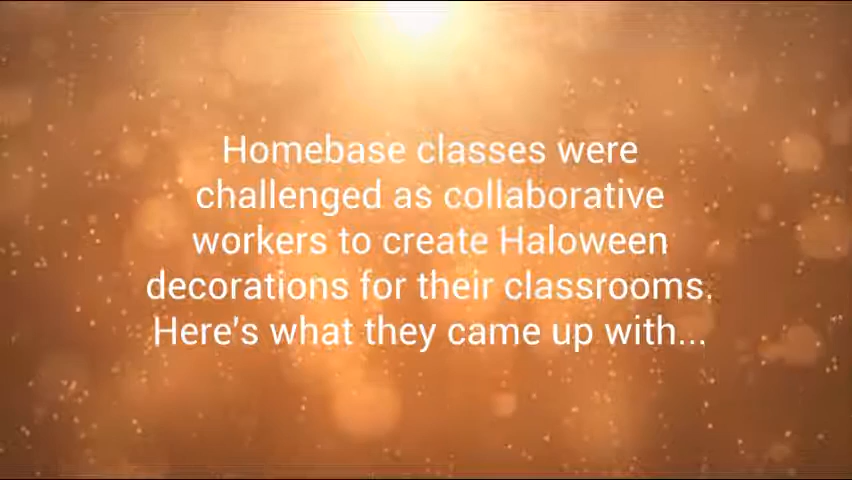 Homebase classes were
challenged as collaborative
workers to create Haloween
decorations for their classrooms.
Here's what they came up with...